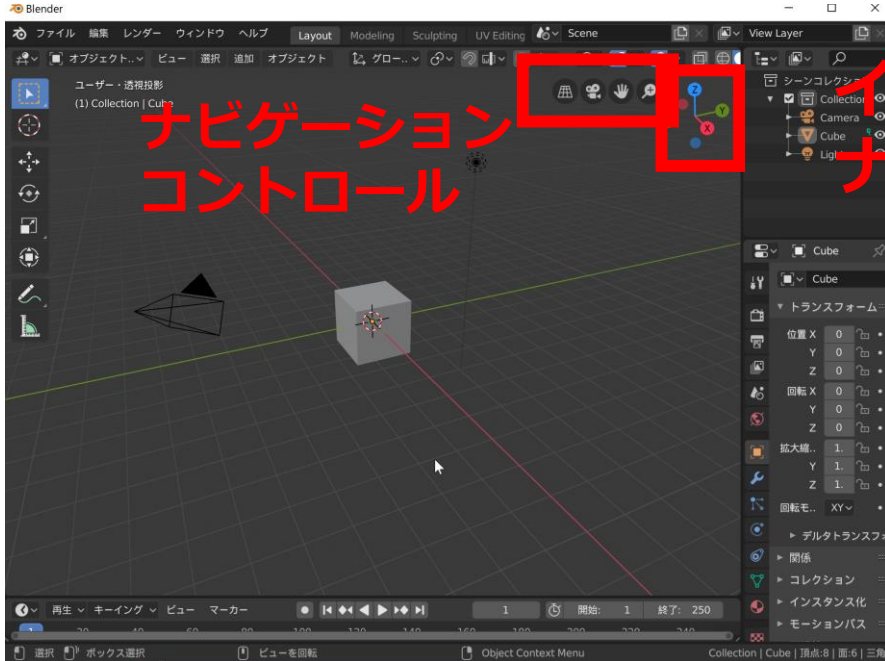 Blender
ファイル 編集 レンダー ウィンドウ ヘルプ Layout Modeling Sculpting UV Editing Scene View Layer
オブジェクト.. ビュー 選択 追加 オブジェクト グロー..
ユーザー・透視投影
(1) Collection | Cube
ナビゲーション
コントロール
Z
Y
X
シーンコレクショ
Collection
Camera
Cube
Light
イ
ナ
Cube
Cube
トランスフォーム
位置 X 0
Y 0
Z 0
回転 X 0
Y 0
Z 0
拡大縮.. 1.
Y 1.
Z 1.
回転モ.. XY
デルタトランスフォ
関係
コレクション
インスタンス化
モーションパス
再生 キーイング ビュー マーカー 1 開始: 1 終了: 250
選択 ボックス選択 ビューを回転 Object Context Menu Collection | Cube | 頂点:8 | 面:6 | 三角